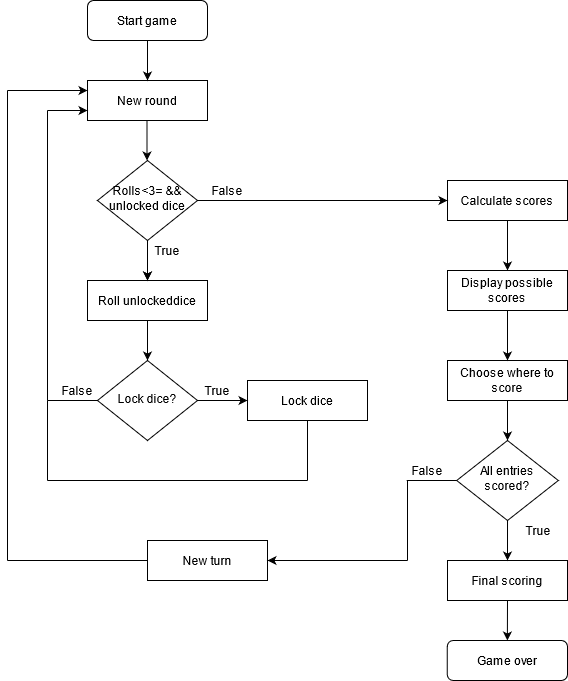 Start game
New round
Rolls<3= &&
unlocked dice
False
Calculate scores
True
Display possible
scores
Roll unlockeddice
Choose where to
score
False
Lock dice?
True
Lock dice
False
All entries
scored?
True
New turn
Final scoring
Game over